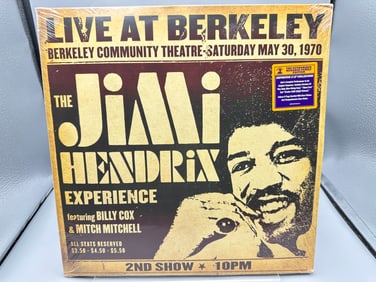 LIVE AT BERKELEY
BERKELEY COMMUNITY THEATRE-SATURDAY MAY 30, 1970
THE
JiMi
HENDRiX
EXPERIENCE
featuring BILLY COX
& MITCH MITCHELL
ALL SEATS RESERVED
$3.50 - $4.50 - $5.50
2ND SHOW ★ 10PM